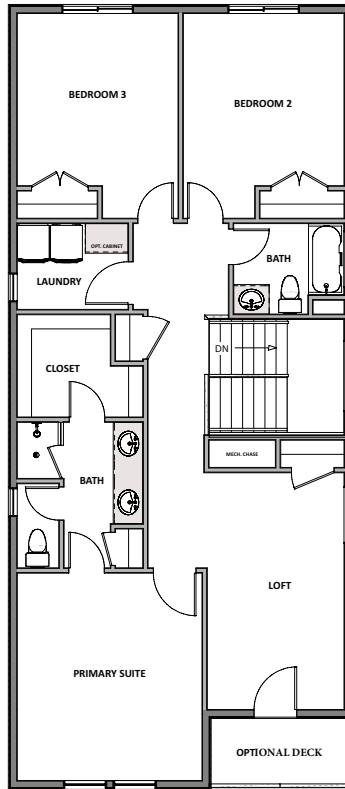 BEDROOM 3
BEDROOM 2
OPT. CABINET
LAUNDRY
BATH
DN
CLOSET
MECH. CHASE
BATH
LOFT
PRIMARY SUITE
OPTIONAL DECK